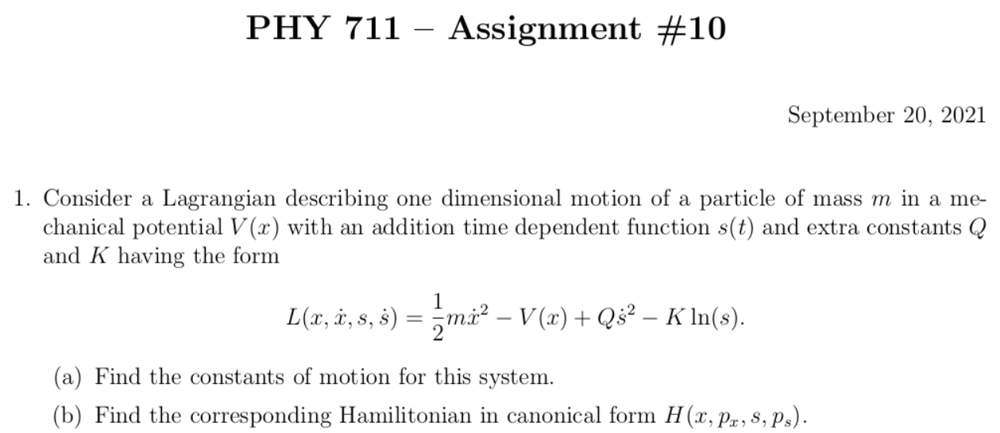 PHY 711 – Assignment #10
September 20, 2021
1. Consider a Lagrangian describing one dimensional motion of a particle of mass m in a me-
chanical potential V(x) with an addition time dependent function s(t) and extra constants Q
and K having the form
L(x, ẋ, s, ṡ) = 1/2 mẋ² − V(x) + Qṡ² − K ln(s).
(a) Find the constants of motion for this system.
(b) Find the corresponding Hamilitonian in canonical form H(x, pₓ, s, pₛ).